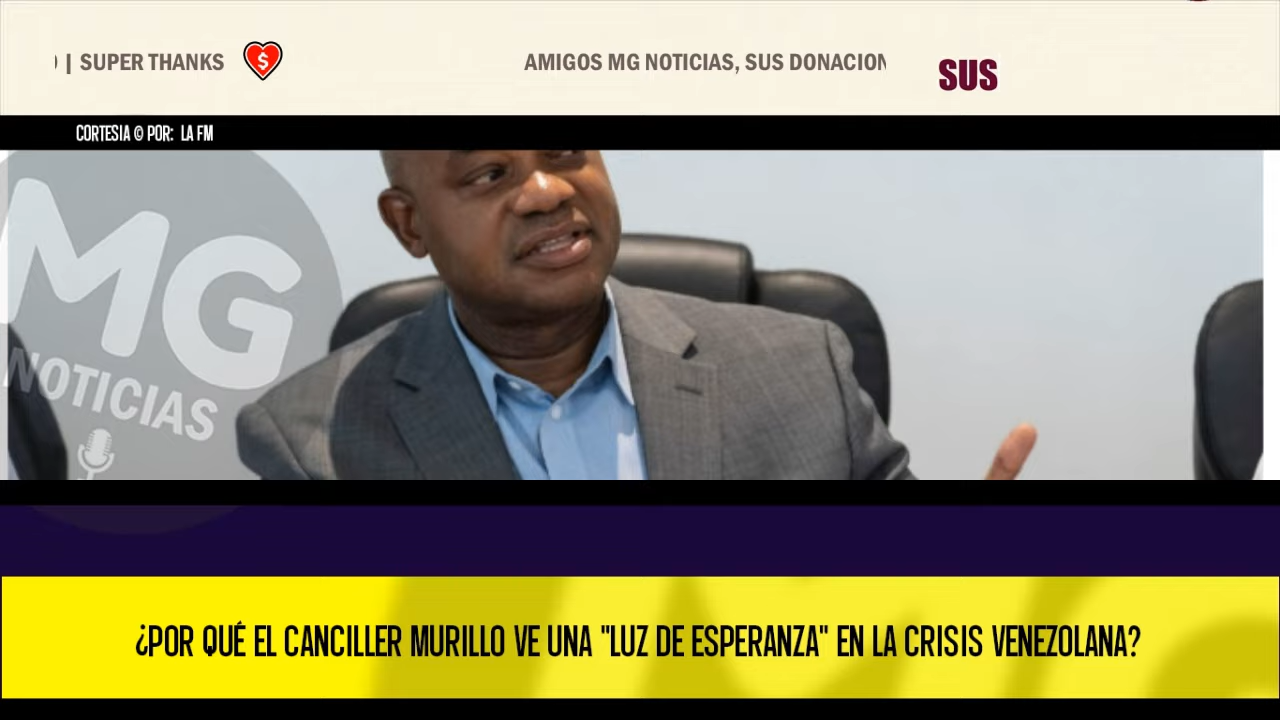 | SUPER THANKS
$
AMIGOS MG NOTICIAS, SUS DONACION
SUS
CORTESIA © POR: LA FM
MG
NOTICIAS
¿POR QUÉ EL CANCILLER MURILLO VE UNA "LUZ DE ESPERANZA" EN LA CRISIS VENEZOLANA?